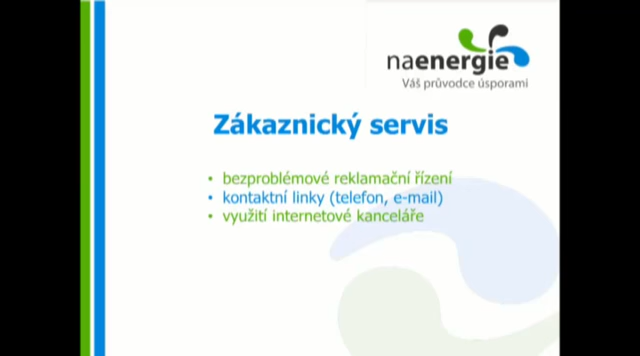 naenergie
Váš průvodce úsporami
Zákaznický servis
• bezproblémové reklamační řízení
• kontaktní linky (telefon, e-mail)
• využití internetové kanceláře